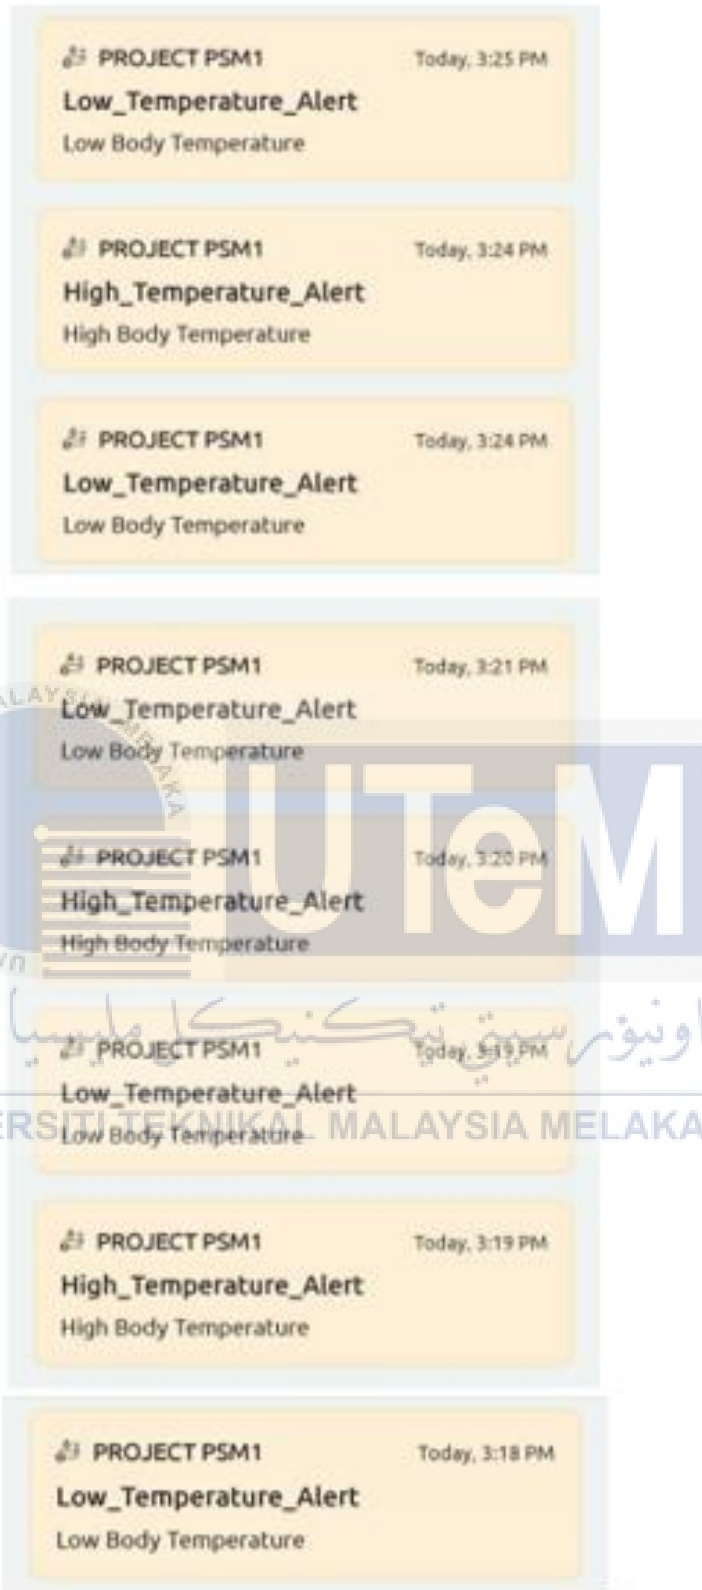 PROJECT PSM1 Today, 3:25 PM
Low_Temperature_Alert
Low Body Temperature
PROJECT PSM1 Today, 3:24 PM
High_Temperature_Alert
High Body Temperature
PROJECT PSM1 Today, 3:24 PM
Low_Temperature_Alert
Low Body Temperature
PROJECT PSM1 Today, 3:21 PM
Low_Temperature_Alert
Low Body Temperature
PROJECT PSM1 Today, 3:20 PM
High_Temperature_Alert
High Body Temperature
UTeM
اونيۏرسيتي تيكنيكل مليسيا
PROJECT PSM1 Today, 3:19 PM
Low_Temperature_Alert
Low Body Temperature
TEKNIKAL MALAYSIA MELAKA
PROJECT PSM1 Today, 3:19 PM
High_Temperature_Alert
High Body Temperature
PROJECT PSM1 Today, 3:18 PM
Low_Temperature_Alert
Low Body Temperature